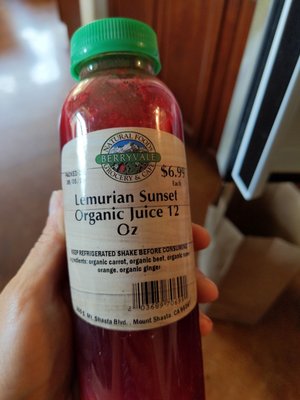 NATURAL FOODS
BERRYVALE
GROCERY & CAFE
$6.99
Each
Lemurian Sunset
Organic Juice 12
Oz
KEEP REFRIGERATED SHAKE BEFORE CONSUMING
Ingredients: organic carrot, organic beet, organic
orange, organic ginger
S. Mt. Shasta Blvd. , Mount Shasta, CA